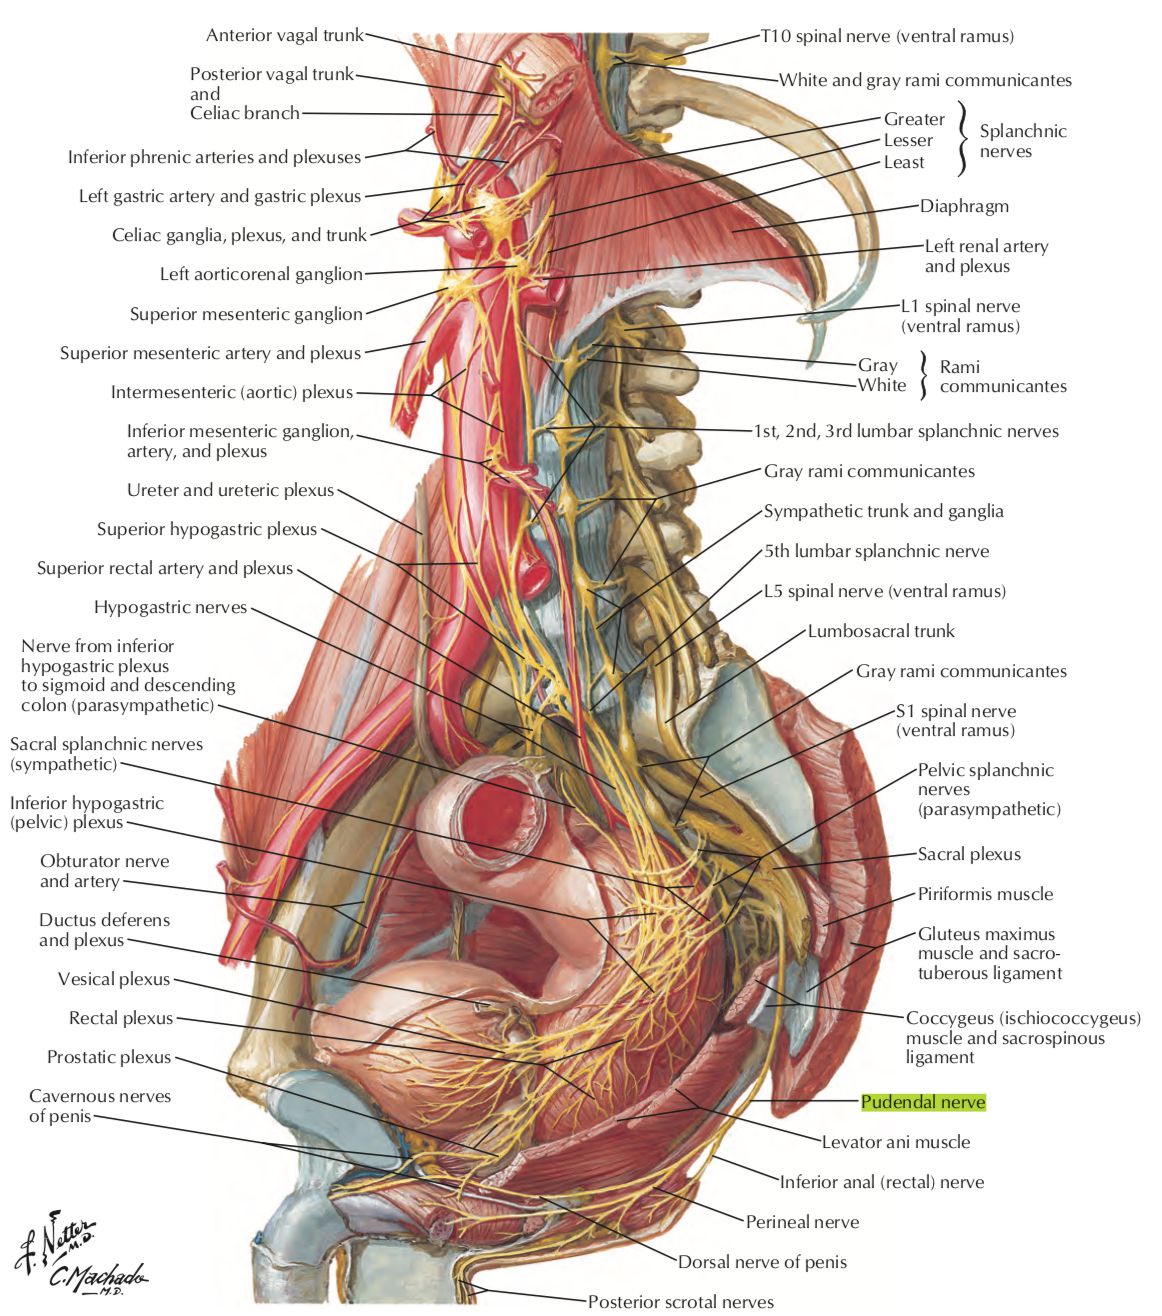 Anterior vagal trunk
Posterior vagal trunk
and
Celiac branch
Inferior phrenic arteries and plexuses
Left gastric artery and gastric plexus
Celiac ganglia, plexus, and trunk
Left aorticorenal ganglion
Superior mesenteric ganglion
Superior mesenteric artery and plexus
Intermesenteric (aortic) plexus
Inferior mesenteric ganglion,
artery, and plexus
Ureter and ureteric plexus
Superior hypogastric plexus
Superior rectal artery and plexus
Hypogastric nerves
Nerve from inferior
hypogastric plexus
to sigmoid and descending
colon (parasympathetic)
Sacral splanchnic nerves
(sympathetic)
Inferior hypogastric
(pelvic) plexus
Obturator nerve
and artery
Ductus deferens
and plexus
Vesical plexus
Rectal plexus
Prostatic plexus
Cavernous nerves
of penis
T10 spinal nerve (ventral ramus)
White and gray rami communicantes
Greater
Lesser
Least
Splanchnic
nerves
Diaphragm
Left renal artery
and plexus
L1 spinal nerve
(ventral ramus)
Gray
White
Rami
communicantes
1st, 2nd, 3rd lumbar splanchnic nerves
Gray rami communicantes
Sympathetic trunk and ganglia
5th lumbar splanchnic nerve
L5 spinal nerve (ventral ramus)
Lumbosacral trunk
Gray rami communicantes
S1 spinal nerve
(ventral ramus)
Pelvic splanchnic
nerves
(parasympathetic)
Sacral plexus
Piriformis muscle
Gluteus maximus
muscle and sacro-
tuberous ligament
Coccygeus (ischiococcygeus)
muscle and sacrospinous
ligament
Pudendal nerve
Levator ani muscle
Inferior anal (rectal) nerve
Perineal nerve
Dorsal nerve of penis
Posterior scrotal nerves
F. Netter
M.D.
C. Machado
M.D.